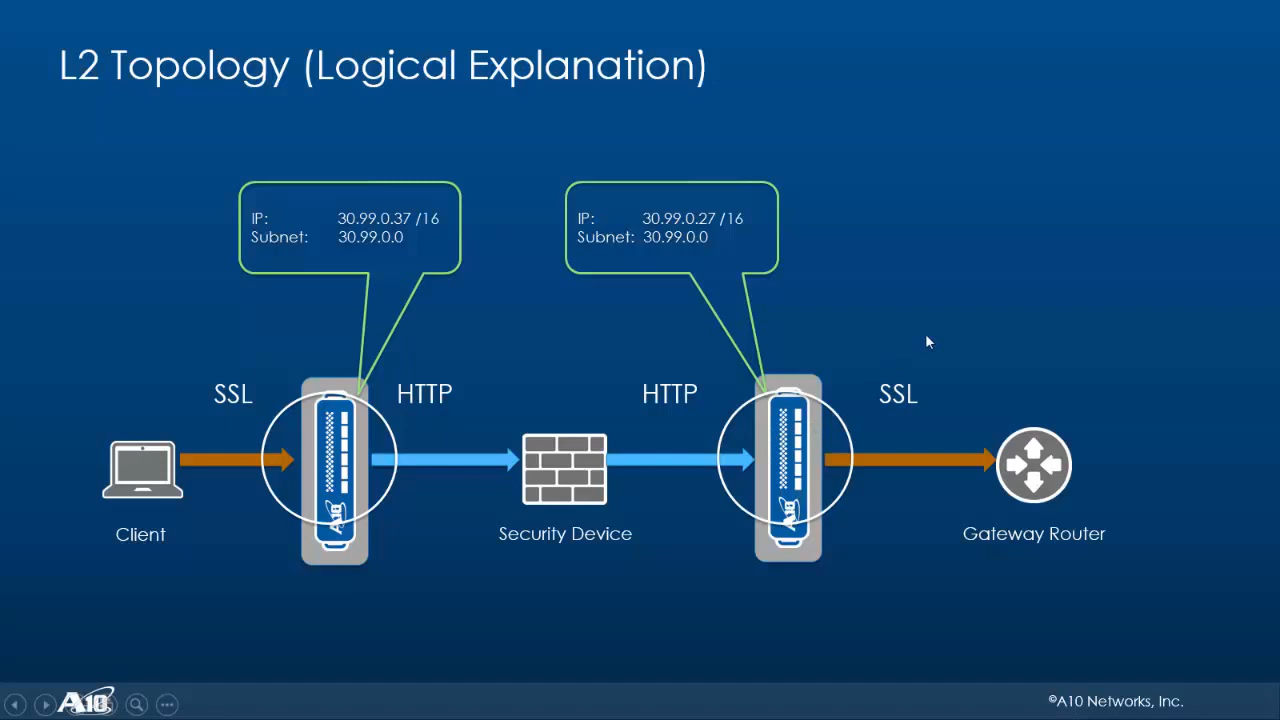 L2 Topology (Logical Explanation)
IP: 30.99.0.37 /16
Subnet: 30.99.0.0
IP: 30.99.0.27 /16
Subnet: 30.99.0.0
SSL
HTTP
HTTP
SSL
A10
A10
Client
Security Device
Gateway Router
A10
©A10 Networks, Inc.